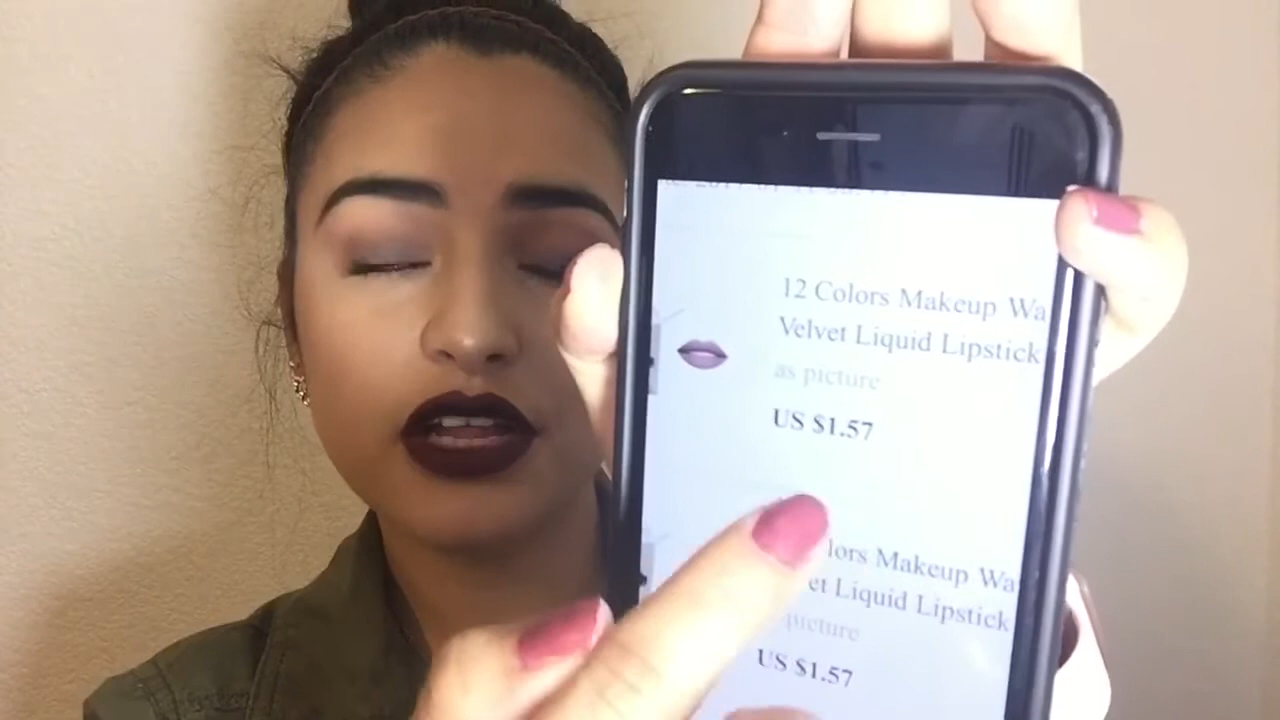 12 Colors Makeup Wa
Velvet Liquid Lipstick
as picture
US $1.57
lors Makeup Wa
et Liquid Lipstick
picture
US $1.57